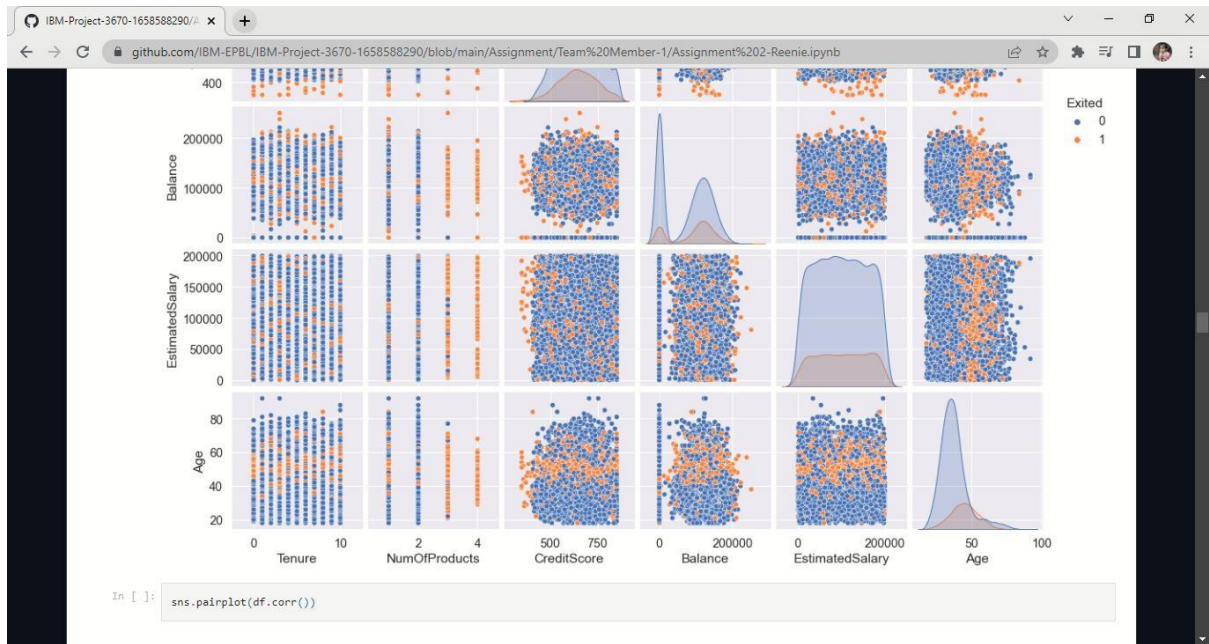 IBM-Project-3670-1658588290/A
github.com/IBM-EPBL/IBM-Project-3670-1658588290/blob/main/Assignment/Team%20Member-1/Assignment%202-Reenie.ipynb
400
Exited
0
1
Balance
200000
100000
0
EstimatedSalary
200000
150000
100000
50000
0
Age
80
60
40
20
0 10 2 4 500 750 0 200000 0 200000 50 100
Tenure NumOfProducts CreditScore Balance EstimatedSalary Age
In [ ]: sns.pairplot(df.corr())